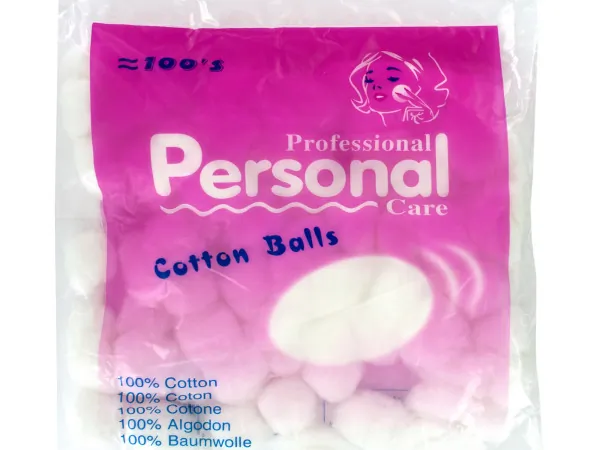 ≈100's
Professional
Personal
Care
Cotton Balls
100% Cotton
100% Coton
100% Cotone
100% Algodon
100% Baumwolle